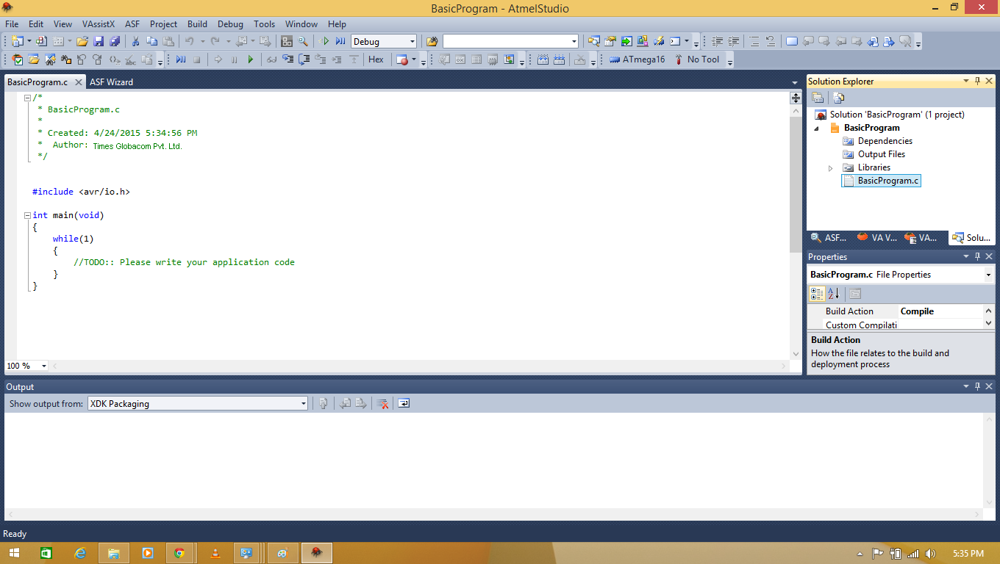 BasicProgram - AtmelStudio
File Edit View VAssistX ASF Project Build Debug Tools Window Help
Debug
Hex ATmega16 No Tool
BasicProgram.c ASF Wizard
/*
* BasicProgram.c
*
* Created: 4/24/2015 5:34:56 PM
* Author: Times Globacom Pvt. Ltd.
*/
#include <avr/io.h>
int main(void)
{
while(1)
{
//TODO:: Please write your application code
}
}
100 %
Solution Explorer
Solution 'BasicProgram' (1 project)
BasicProgram
Dependencies
Output Files
Libraries
BasicProgram.c
ASF... VA V... VA... Solu...
Properties
BasicProgram.c File Properties
Build Action Compile
Custom Compilati
Build Action
How the file relates to the build and
deployment process
Output
Show output from: XDK Packaging
Ready
5:35 PM